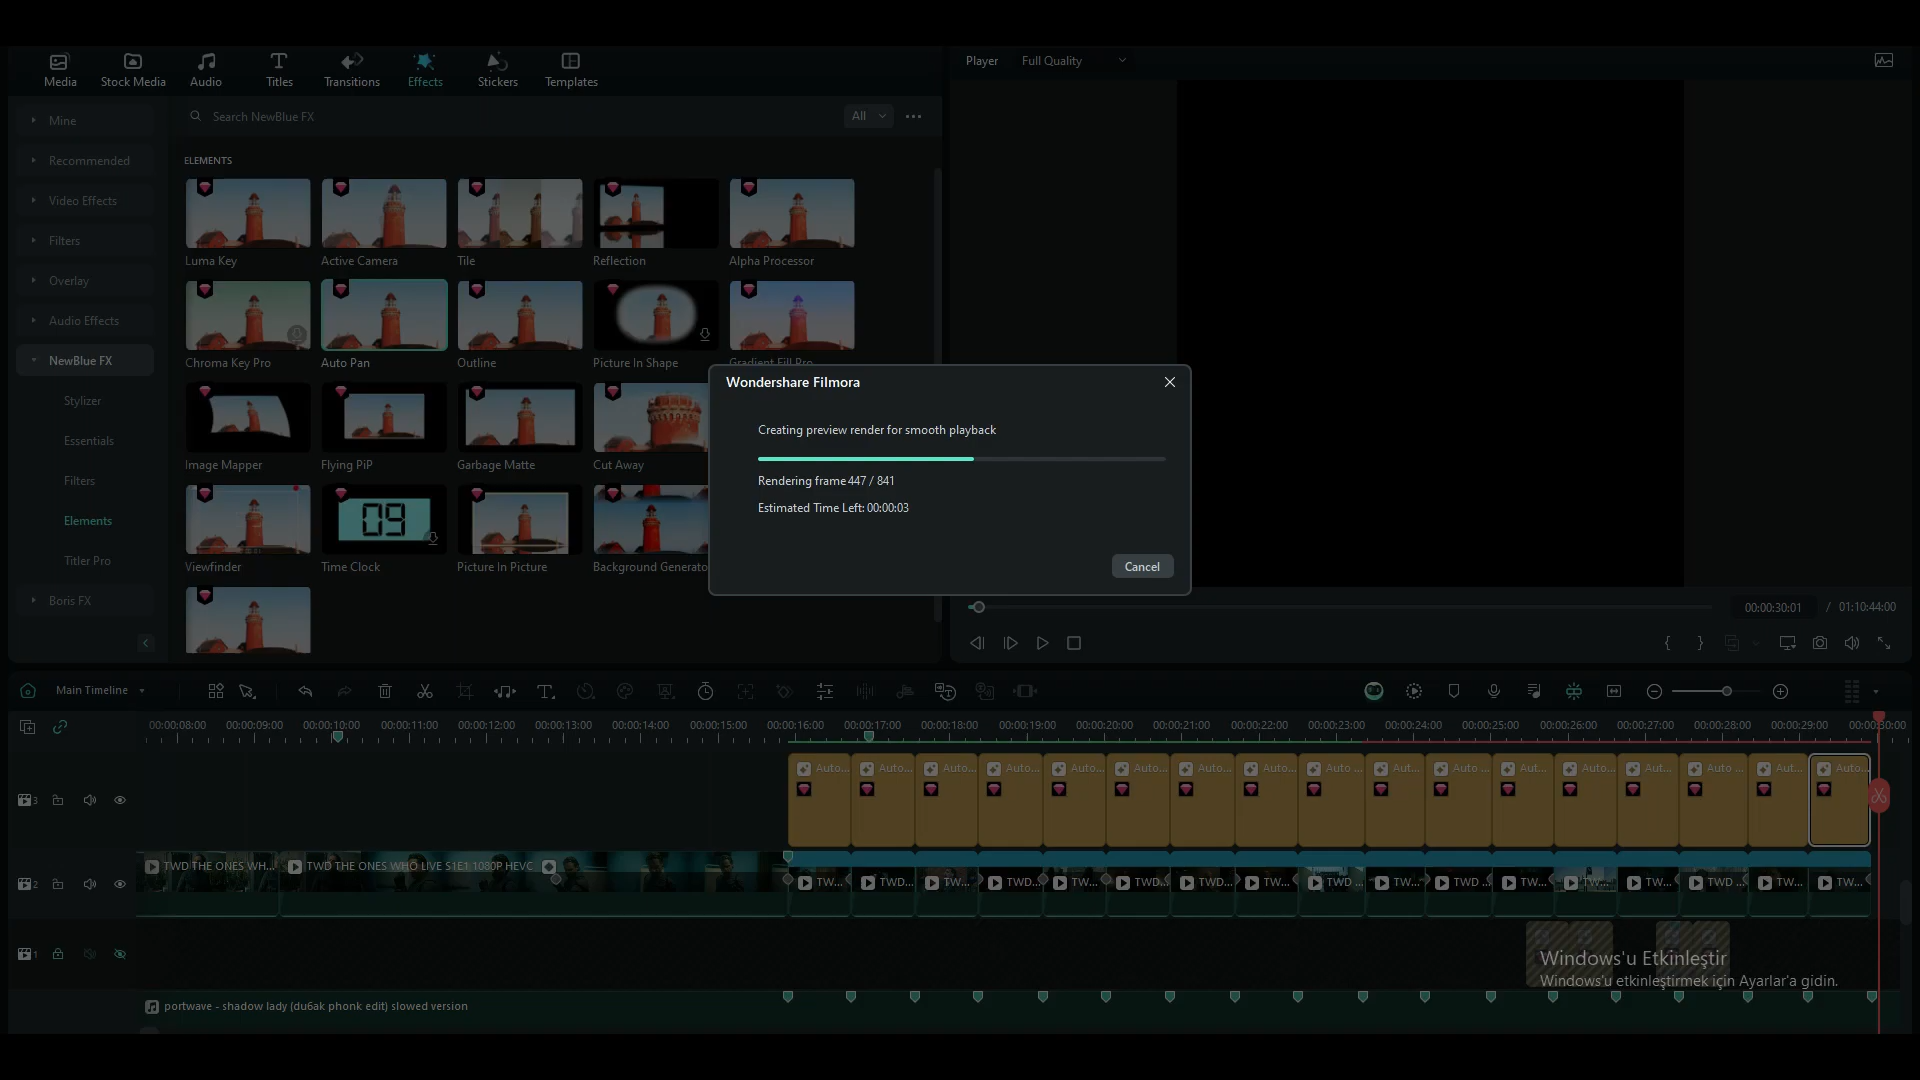 Media
Stock Media
Audio
Titles
Transitions
Effects
Stickers
Templates
Player
Full Quality
Mine
Recommended
Video Effects
Filters
Overlay
Audio Effects
NewBlue FX
Stylizer
Essentials
Filters
Elements
Titler Pro
Boris FX
Search NewBlue FX
All
ELEMENTS
Luma Key
Active Camera
Tile
Reflection
Alpha Processor
Chroma Key Pro
Auto Pan
Outline
Picture In Shape
Gradient Fill Pro
Image Mapper
Flying PiP
Garbage Matte
Cut Away
09
Viewfinder
Time Clock
Picture In Picture
Background Generato
Wondershare Filmora
Creating preview render for smooth playback
Rendering frame 447 / 841
Estimated Time Left: 00:00:03
Cancel
00:00:30:01 / 01:10:44:00
Main Timeline
00:00:08:00 00:00:09:00 00:00:10:00 00:00:11:00 00:00:12:00 00:00:13:00 00:00:14:00 00:00:15:00 00:00:16:00 00:00:17:00 00:00:18:00 00:00:19:00 00:00:20:00 00:00:21:00 00:00:22:00 00:00:23:00 00:00:24:00 00:00:25:00 00:00:26:00 00:00:27:00 00:00:28:00 00:00:29:00 00:00:30:00
3
Auto... Auto... Auto... Auto... Auto... Auto... Auto... Auto... Auto ... Aut... Auto ... Aut... Auto ... Aut... Auto ... Aut... Auto...
2
TWD THE ONES WH... TWD THE ONES WHO LIVE S1E1 1080P HEVC
TW... TWD... TW... TWD... TW... TWD... TWD... TW... TWD ... TW... TWD ... TW... TW... TW... TWD ... TW... TW...
1
Windows'u Etkinleştir
Windows'u etkinleştirmek için Ayarlar'a gidin.
portwave - shadow lady (dubak phonk edit) slowed version